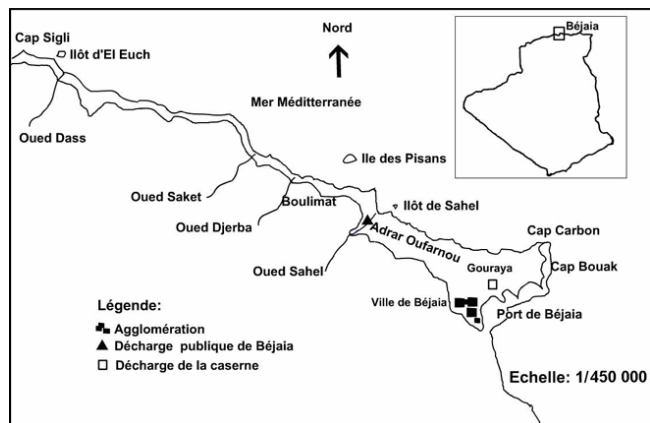 Nord
Béjaia
Cap Sigli
Ilôt d'El Euch
Mer Méditterranée
Oued Dass
Ile des Pisans
Oued Saket
Boulimat
Ilôt de Sahel
Oued Djerba
Adrar Oufarnou
Cap Carbon
Oued Sahel
Gouraya
Cap Bouak
Ville de Béjaia
Port de Béjaia
Légende:
Agglomération
Décharge publique de Béjaia
Décharge de la caserne
Echelle: 1/450 000